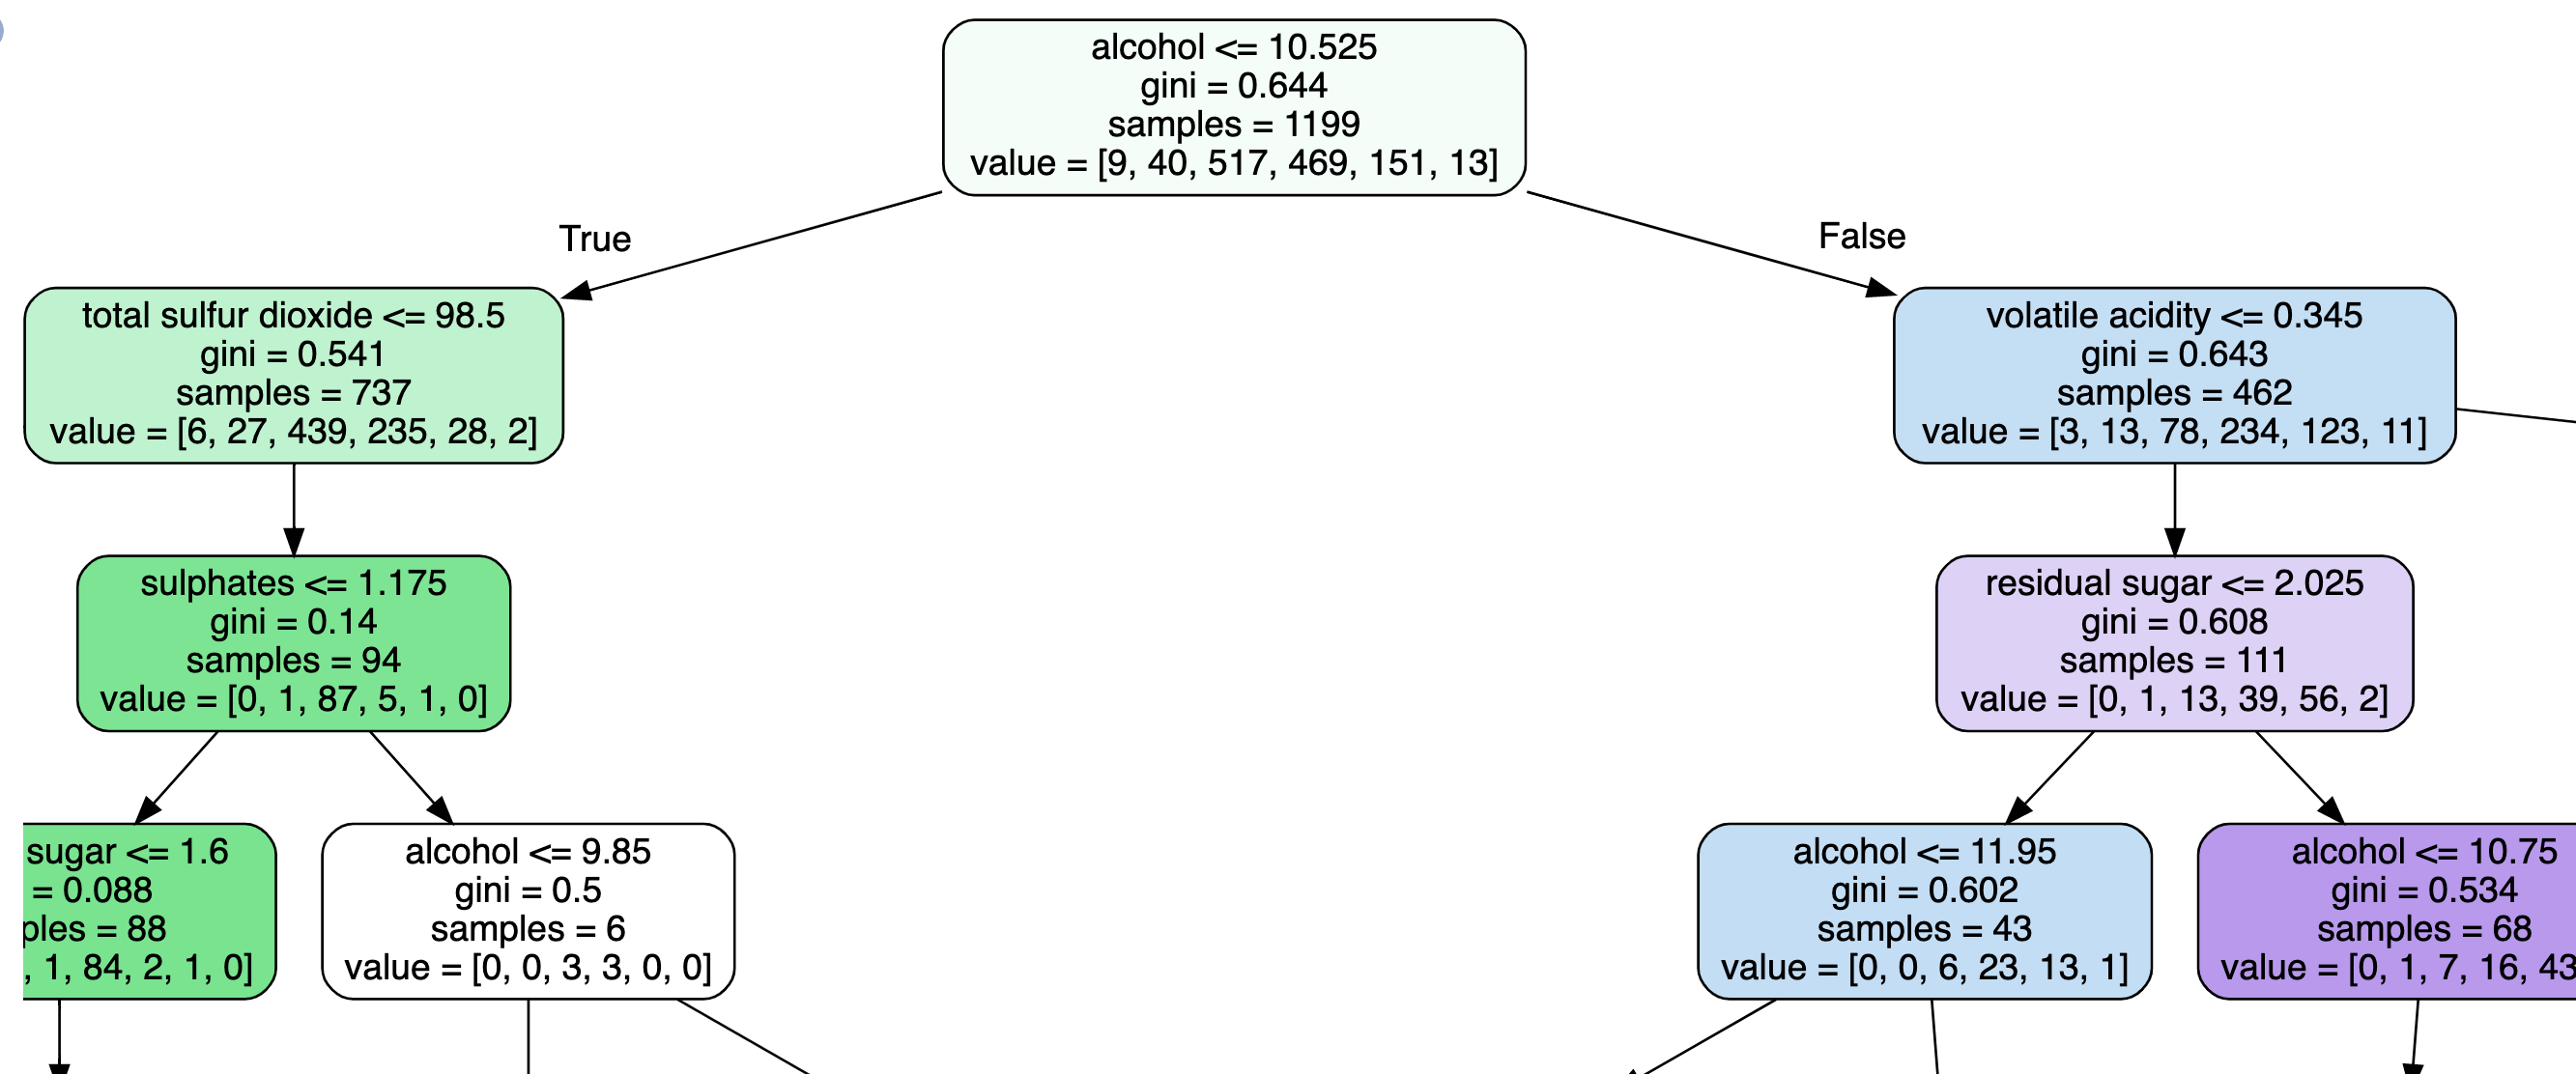 alcohol <= 10.525
gini = 0.644
samples = 1199
value = [9, 40, 517, 469, 151, 13]
True
False
total sulfur dioxide <= 98.5
gini = 0.541
samples = 737
value = [6, 27, 439, 235, 28, 2]
volatile acidity <= 0.345
gini = 0.643
samples = 462
value = [3, 13, 78, 234, 123, 11]
sulphates <= 1.175
gini = 0.14
samples = 94
value = [0, 1, 87, 5, 1, 0]
residual sugar <= 2.025
gini = 0.608
samples = 111
value = [0, 1, 13, 39, 56, 2]
sugar <= 1.6
= 0.088
ples = 88
, 1, 84, 2, 1, 0]
alcohol <= 9.85
gini = 0.5
samples = 6
value = [0, 0, 3, 3, 0, 0]
alcohol <= 11.95
gini = 0.602
samples = 43
value = [0, 0, 6, 23, 13, 1]
alcohol <= 10.75
gini = 0.534
samples = 68
value = [0, 1, 7, 16, 43